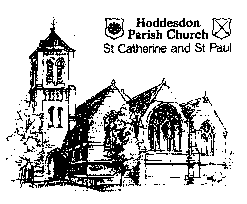 Hoddesdon
Parish Church
St Catherine and St Paul